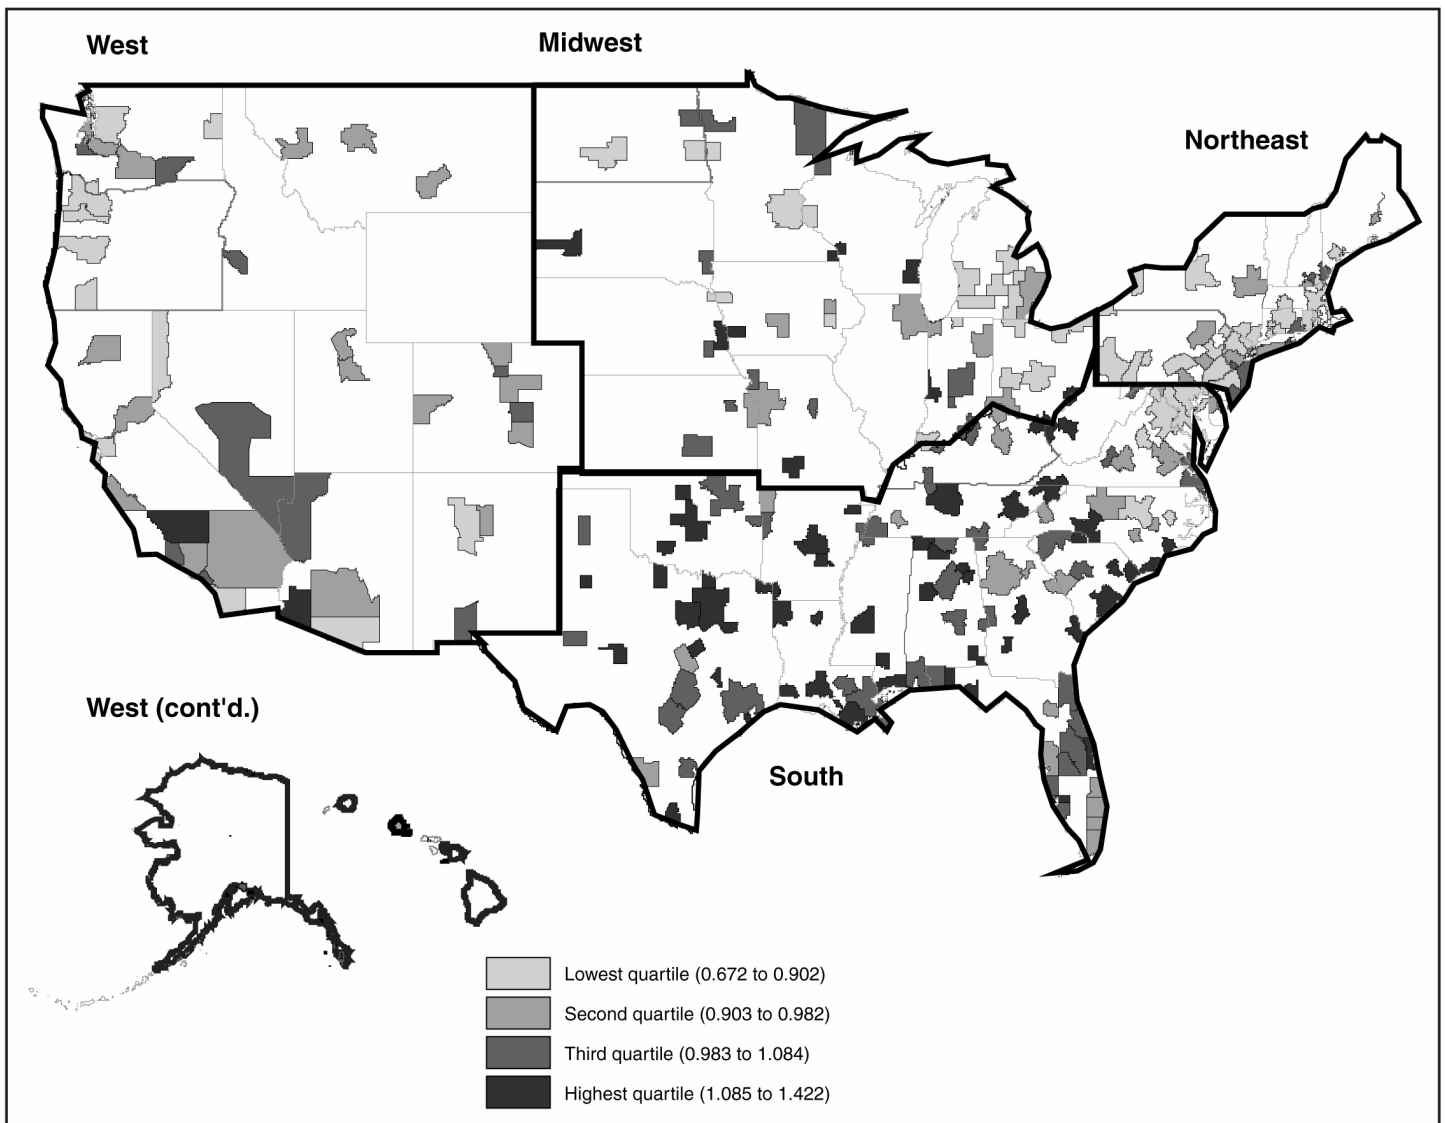 West
Midwest
Northeast
West (cont'd.)
South
Lowest quartile (0.672 to 0.902)
Second quartile (0.903 to 0.982)
Third quartile (0.983 to 1.084)
Highest quartile (1.085 to 1.422)